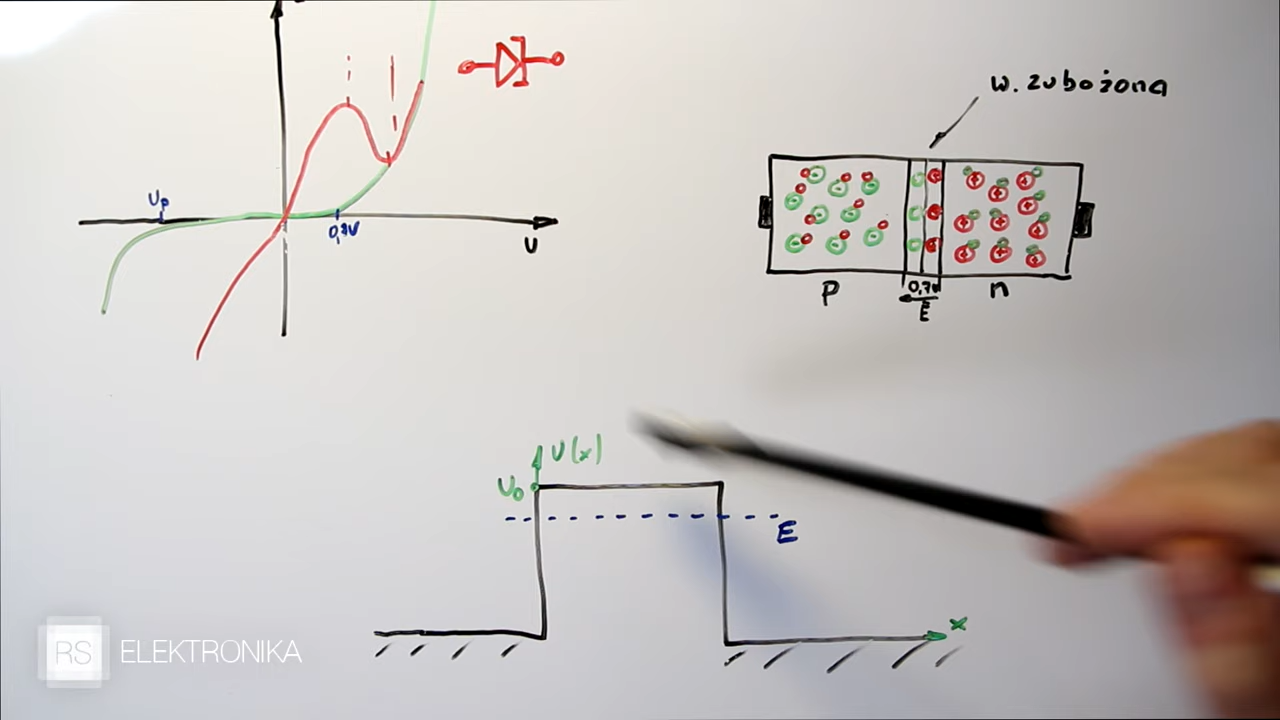 w. zubożona
Up
0,7V
U
p
0,7V
E
n
U(x)
U₀
E
x
RS ELEKTRONIKA